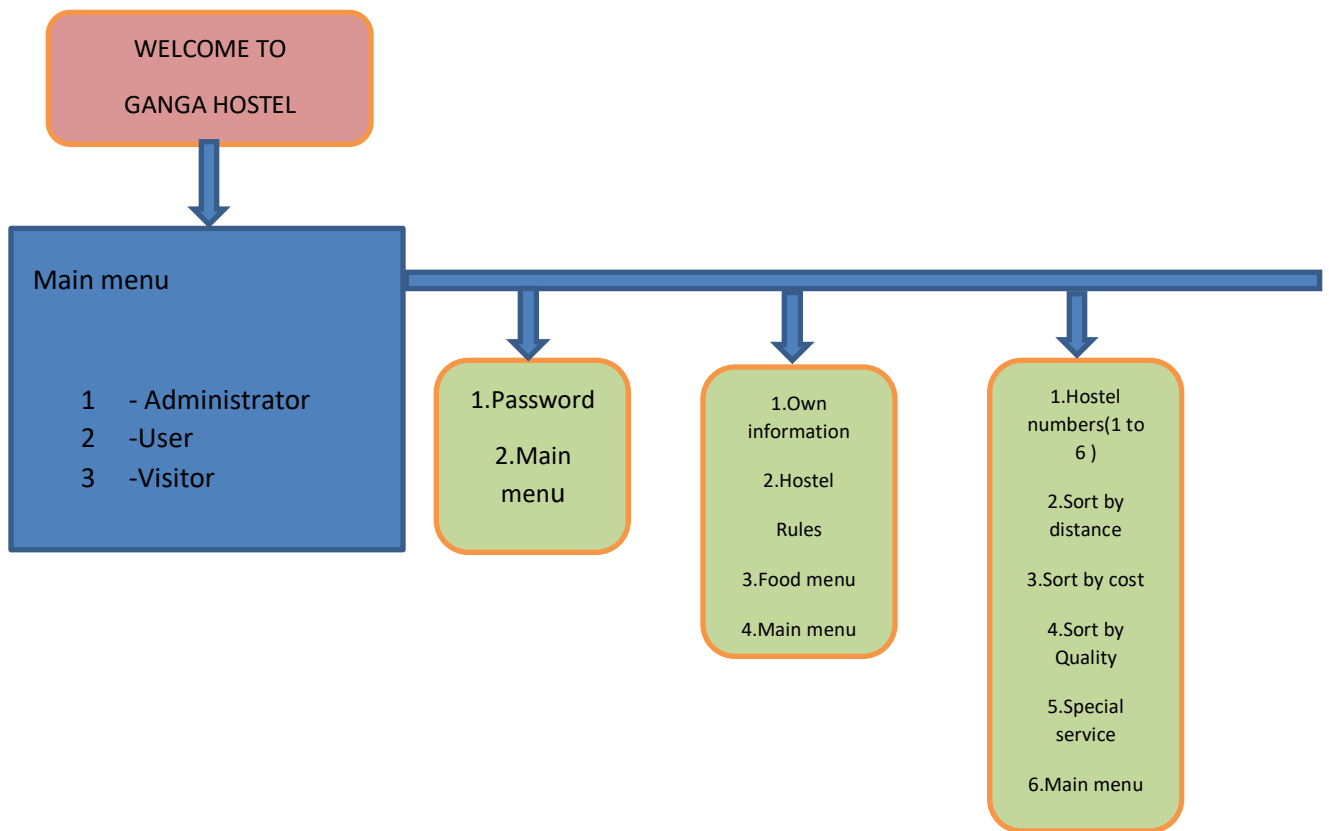 WELCOME TO
GANGA HOSTEL
Main menu
1 - Administrator
2 -User
3 -Visitor
1.Password
2.Main
menu
1.Own
information
2.Hostel
Rules
3.Food menu
4.Main menu
1.Hostel
numbers(1 to
6 )
2.Sort by
distance
3.Sort by cost
4.Sort by
Quality
5.Special
service
6.Main menu